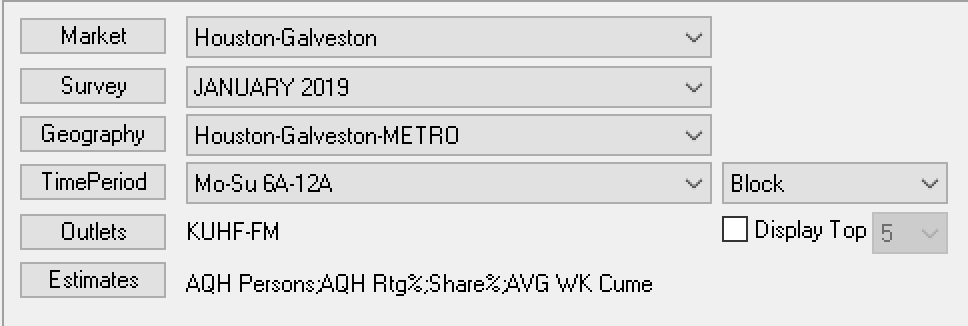 Market Houston-Galveston
Survey JANUARY 2019
Geography Houston-Galveston-METRO
TimePeriod Mo-Su 6A-12A Block
Outlets KUHF-FM Display Top 5
Estimates AQH Persons;AQH Rtg%;Share%;AVG WK Cume